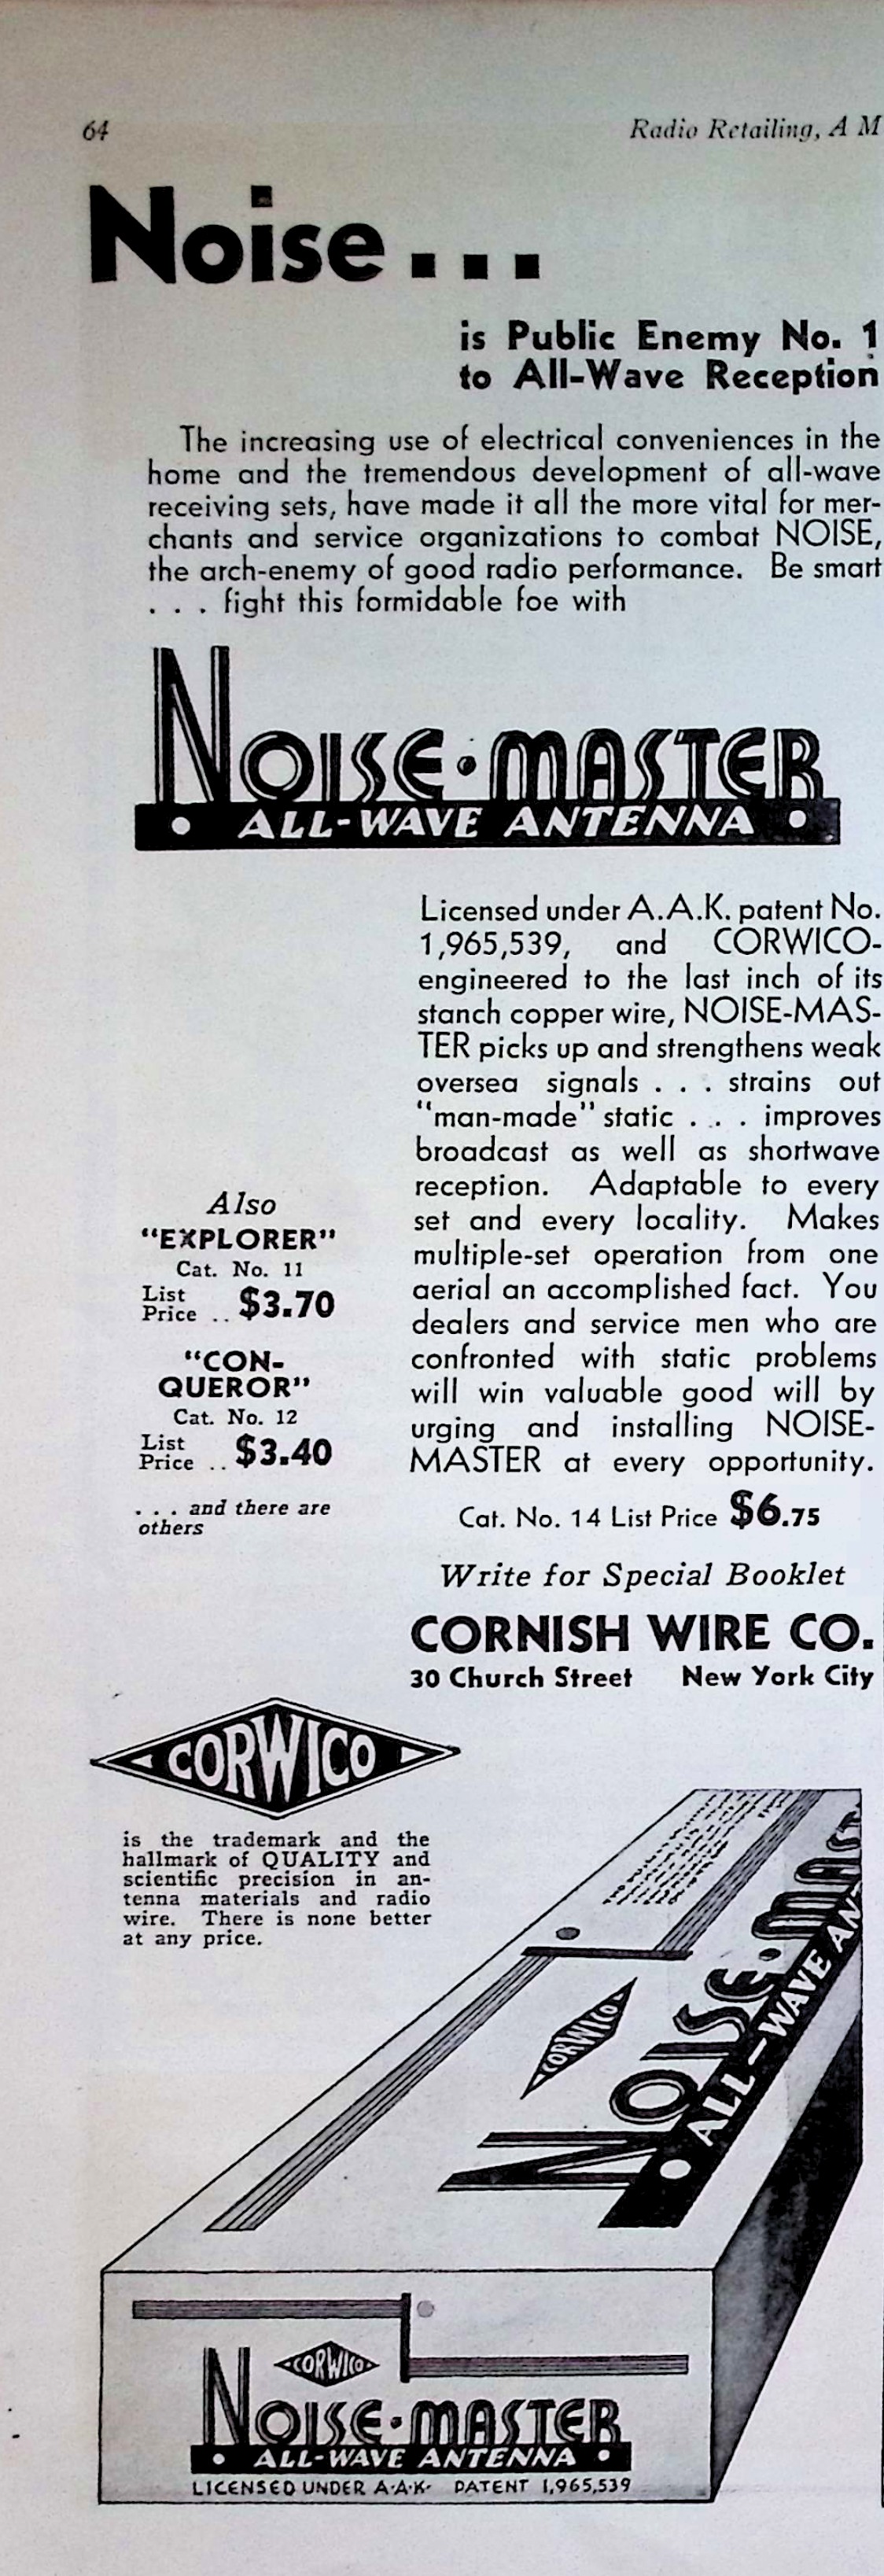 64
Radio Retailing, A M
Noise...
is Public Enemy No. 1
to All-Wave Reception
The increasing use of electrical conveniences in the
home and the tremendous development of all-wave
receiving sets, have made it all the more vital for mer-
chants and service organizations to combat NOISE,
the arch-enemy of good radio performance. Be smart
. . . fight this formidable foe with
NOISE·MASTER
ALL-WAVE ANTENNA
Licensed under A.A.K. patent No.
1,965,539, and CORWICO-
engineered to the last inch of its
stanch copper wire, NOISE-MAS-
TER picks up and strengthens weak
oversea signals . . . strains out
"man-made" static . . . improves
broadcast as well as shortwave
reception. Adaptable to every
set and every locality. Makes
multiple-set operation from one
aerial an accomplished fact. You
dealers and service men who are
confronted with static problems
will win valuable good will by
urging and installing NOISE-
MASTER at every opportunity.
Cat. No. 14 List Price $6.75
Also
"EXPLORER"
Cat. No. 11
List
Price .. $3.70
"CON-
QUEROR"
Cat. No. 12
List
Price .. $3.40
. . . and there are
others
Write for Special Booklet
CORNISH WIRE CO.
30 Church Street New York City
CORWICO
is the trademark and the
hallmark of QUALITY and
scientific precision in an-
tenna materials and radio
wire. There is none better
at any price.
CORWICO
NOISE·MAST
ALL-WAVE AN
CORWICO
NOISE·MASTER
ALL-WAVE ANTENNA
LICENSED UNDER A·A·K· PATENT 1,965,539